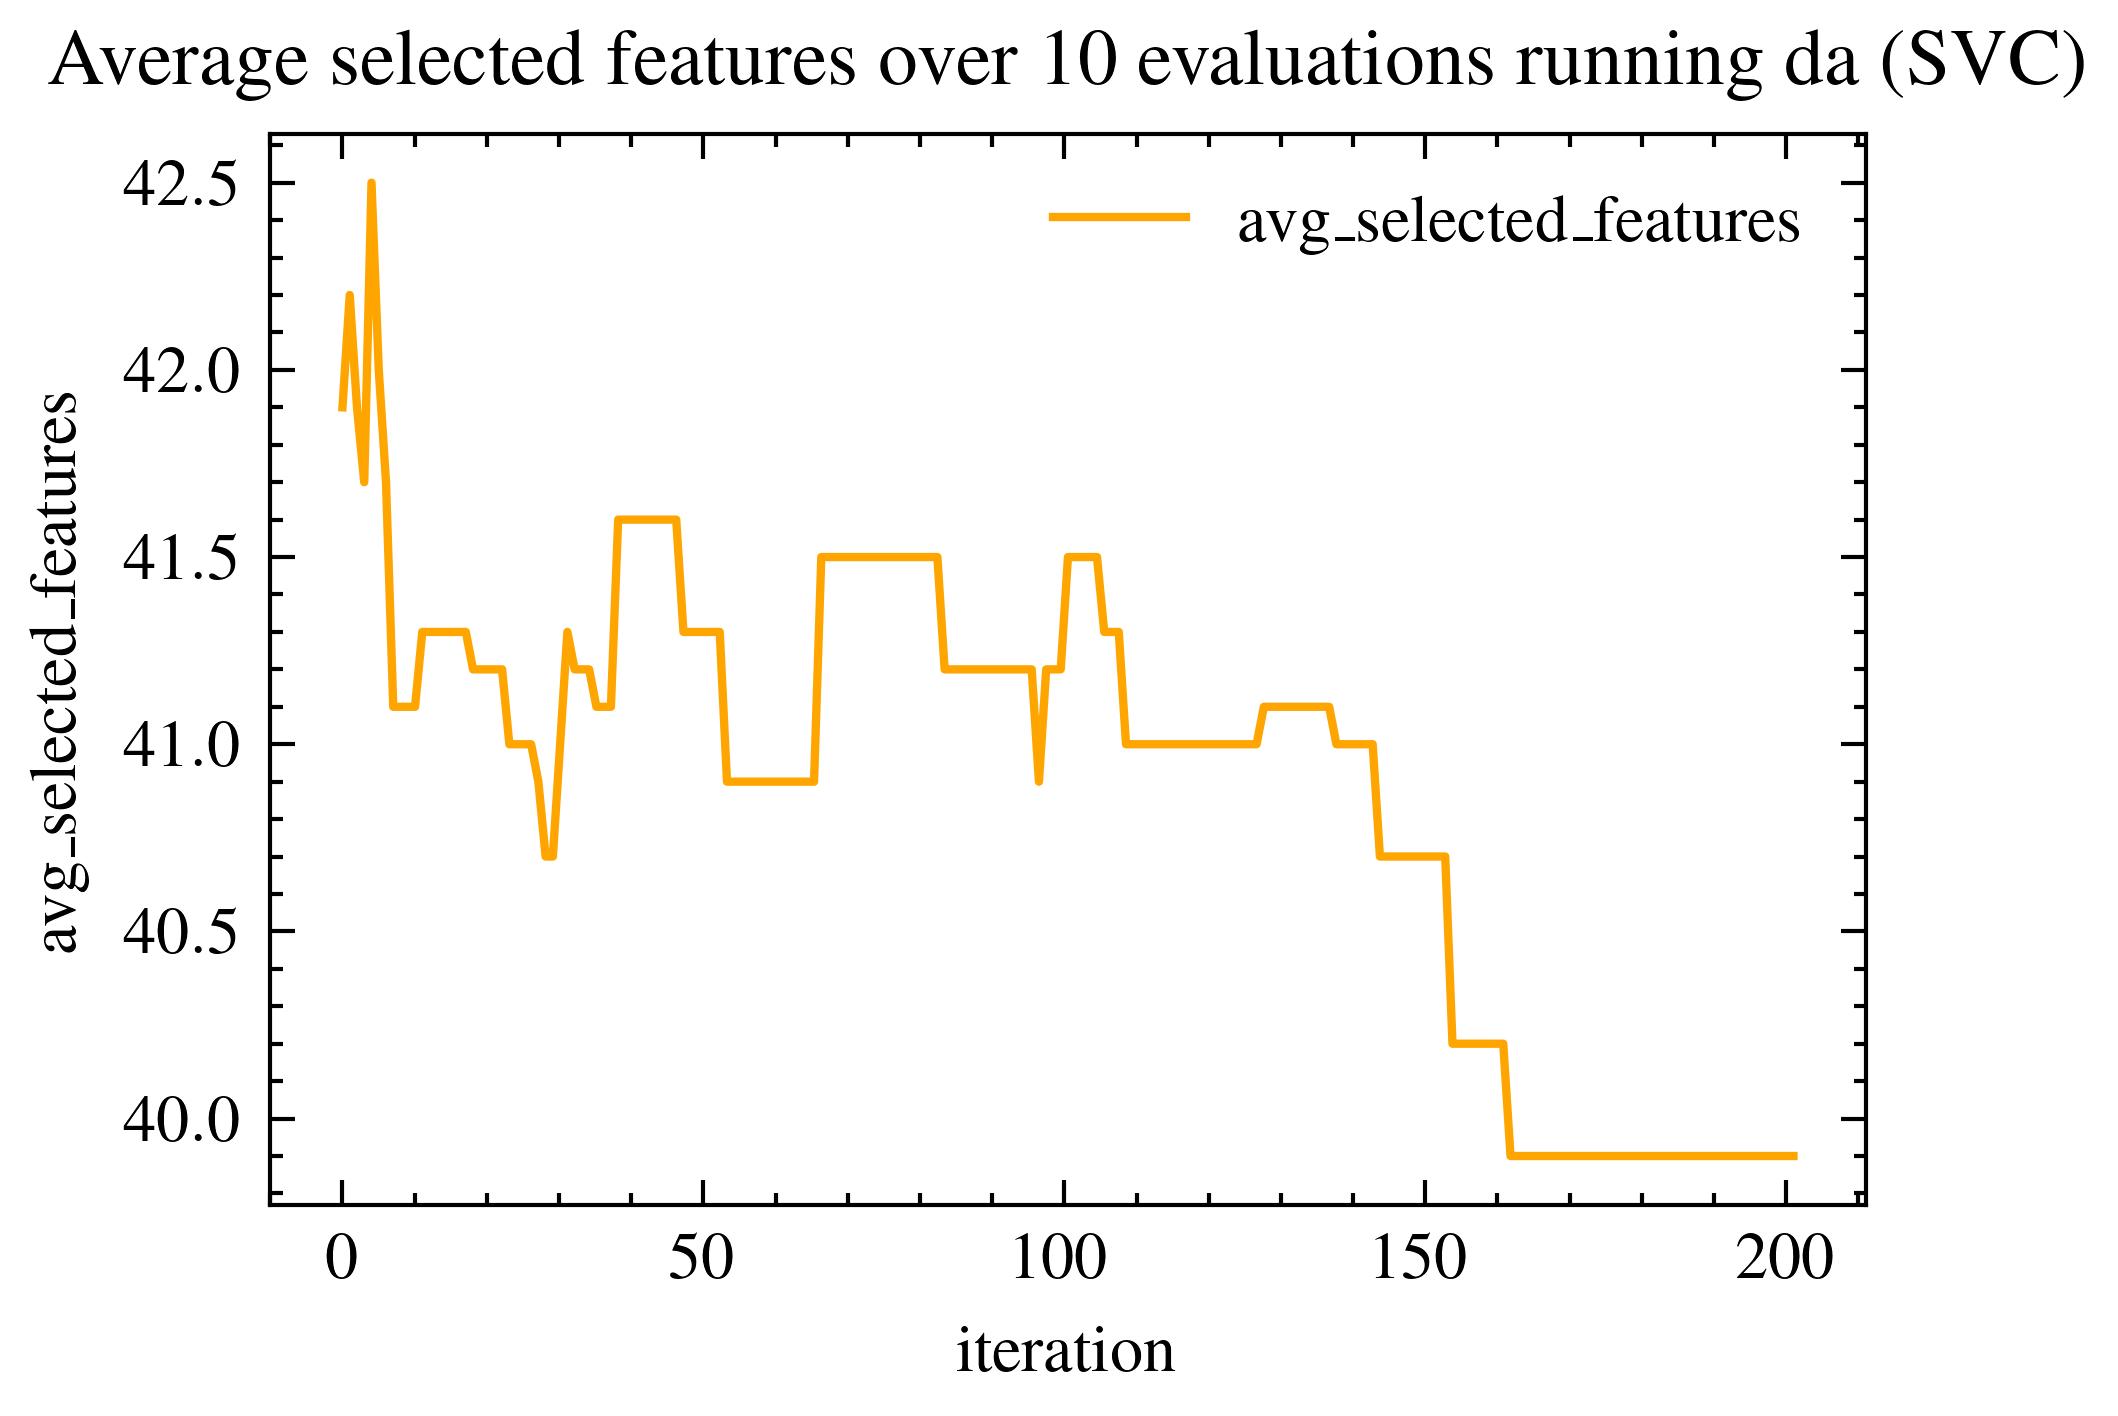 Average selected features over 10 evaluations running da (SVC)
avg_selected_features
avg_selected_features
42.5
42.0
41.5
41.0
40.5
40.0
0 50 100 150 200
iteration